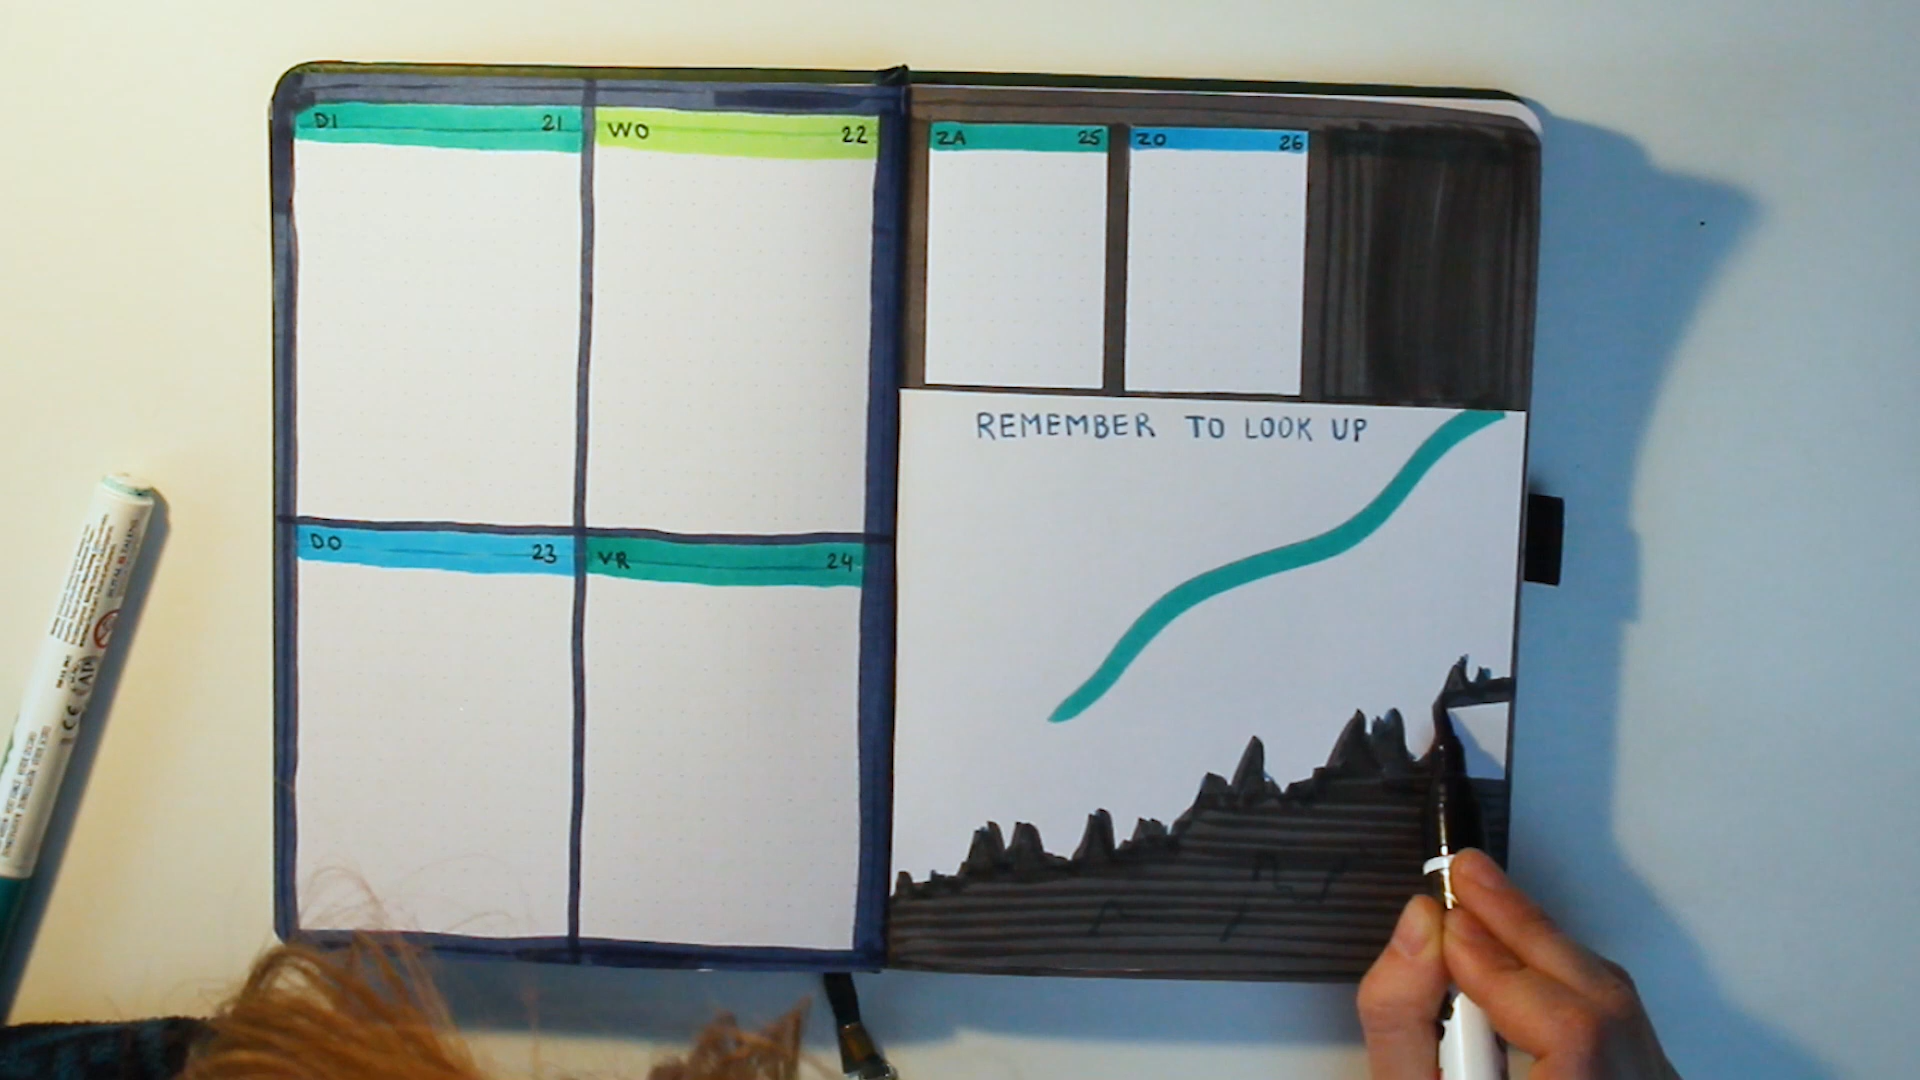 DI 21
WO 22
DO 23
VR 24
ZA 25
ZO 26
REMEMBER TO LOOK UP